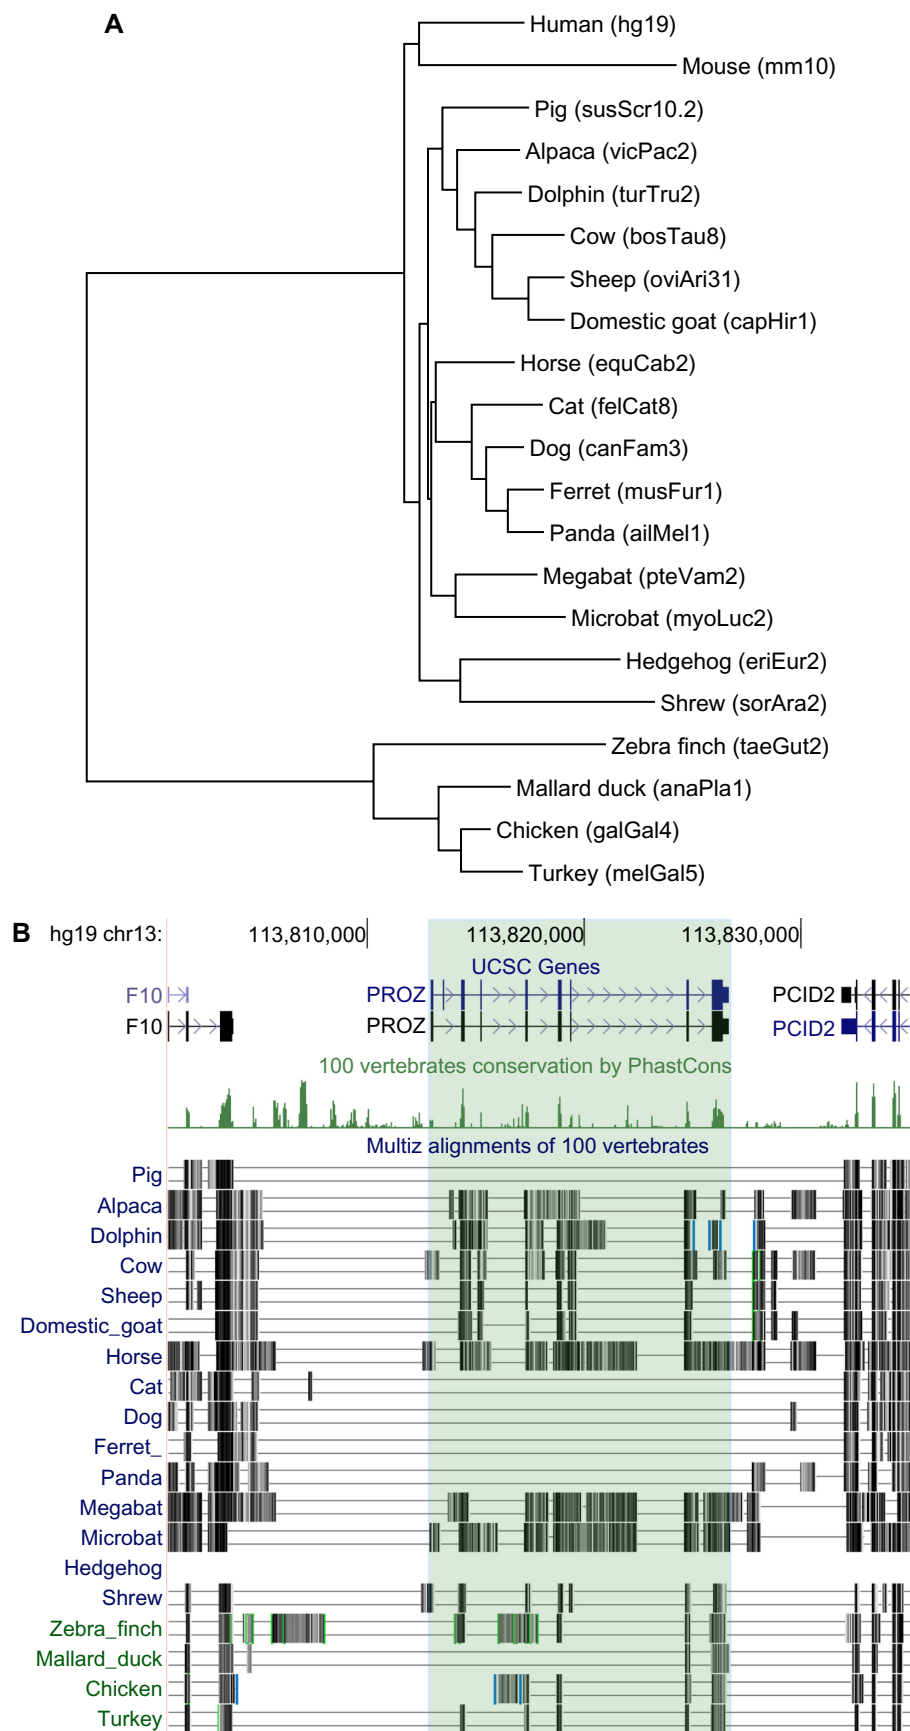 A
Human (hg19)
Mouse (mm10)
Pig (susScr10.2)
Alpaca (vicPac2)
Dolphin (turTru2)
Cow (bosTau8)
Sheep (oviAri31)
Domestic goat (capHir1)
Horse (equCab2)
Cat (felCat8)
Dog (canFam3)
Ferret (musFur1)
Panda (ailMel1)
Megabat (pteVam2)
Microbat (myoLuc2)
Hedgehog (eriEur2)
Shrew (sorAra2)
Zebra finch (taeGut2)
Mallard duck (anaPla1)
Chicken (galGal4)
Turkey (melGal5)
B hg19 chr13: 113,810,000 113,820,000 113,830,000
UCSC Genes
F10 PROZ PCID2
F10 PROZ PCID2
100 vertebrates conservation by PhastCons
Multiz alignments of 100 vertebrates
Pig
Alpaca
Dolphin
Cow
Sheep
Domestic_goat
Horse
Cat
Dog
Ferret_
Panda
Megabat
Microbat
Hedgehog
Shrew
Zebra_finch
Mallard_duck
Chicken
Turkey